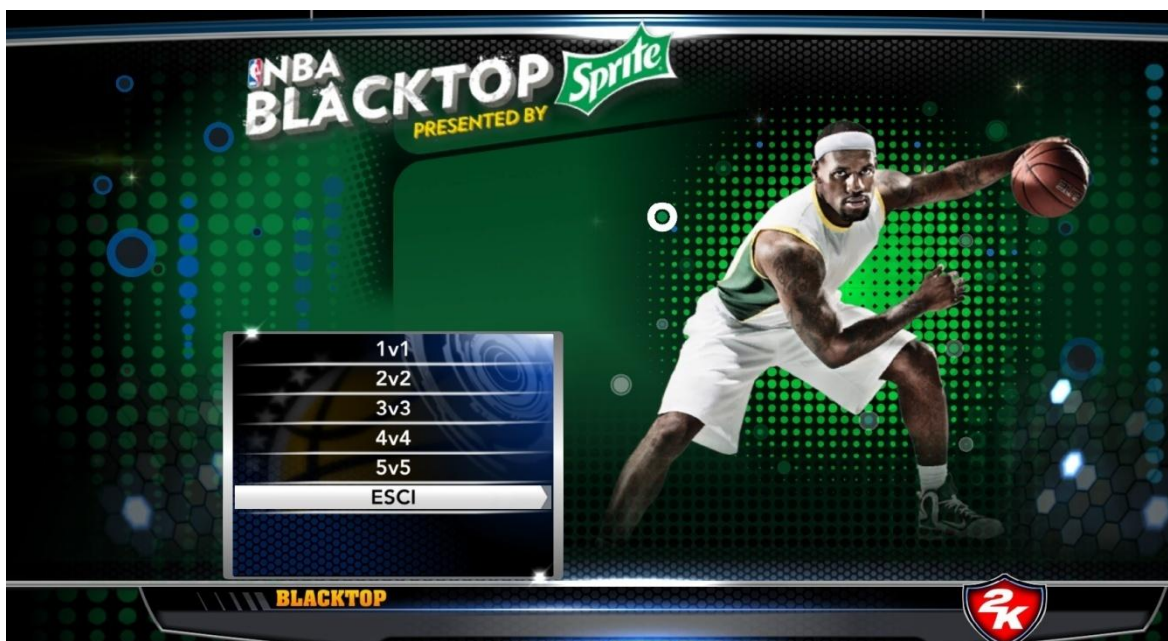 NBA
BLACKTOP
PRESENTED BY
Sprite
1v1
2v2
3v3
4v4
5v5
ESCI
BLACKTOP
2K